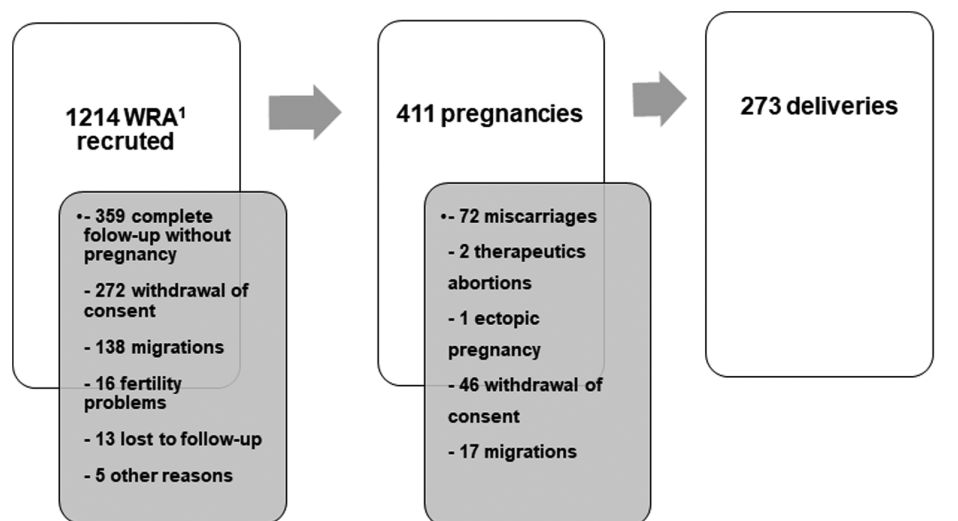 1214 WRA¹
recruted
•- 359 complete
folow-up without
pregnancy
- 272 withdrawal of
consent
- 138 migrations
- 16 fertility
problems
- 13 lost to follow-up
- 5 other reasons
411 pregnancies
•- 72 miscarriages
- 2 therapeutics
abortions
- 1 ectopic
pregnancy
- 46 withdrawal of
consent
- 17 migrations
273 deliveries